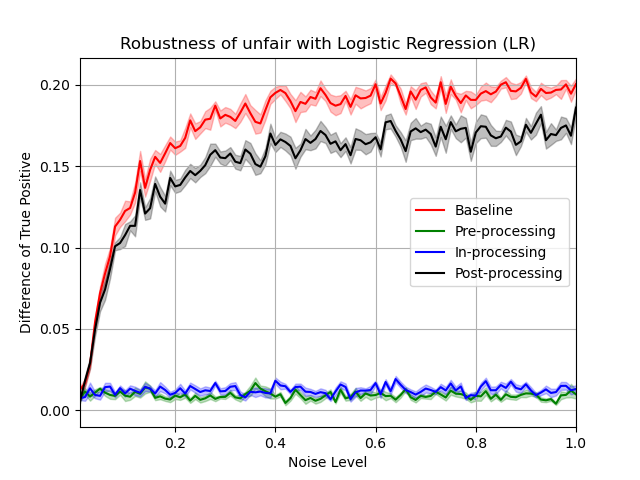 Robustness of unfair with Logistic Regression (LR)
Difference of True Positive
0.20
0.15
0.10
0.05
0.00
Baseline
Pre-processing
In-processing
Post-processing
0.2 0.4 0.6 0.8 1.0
Noise Level